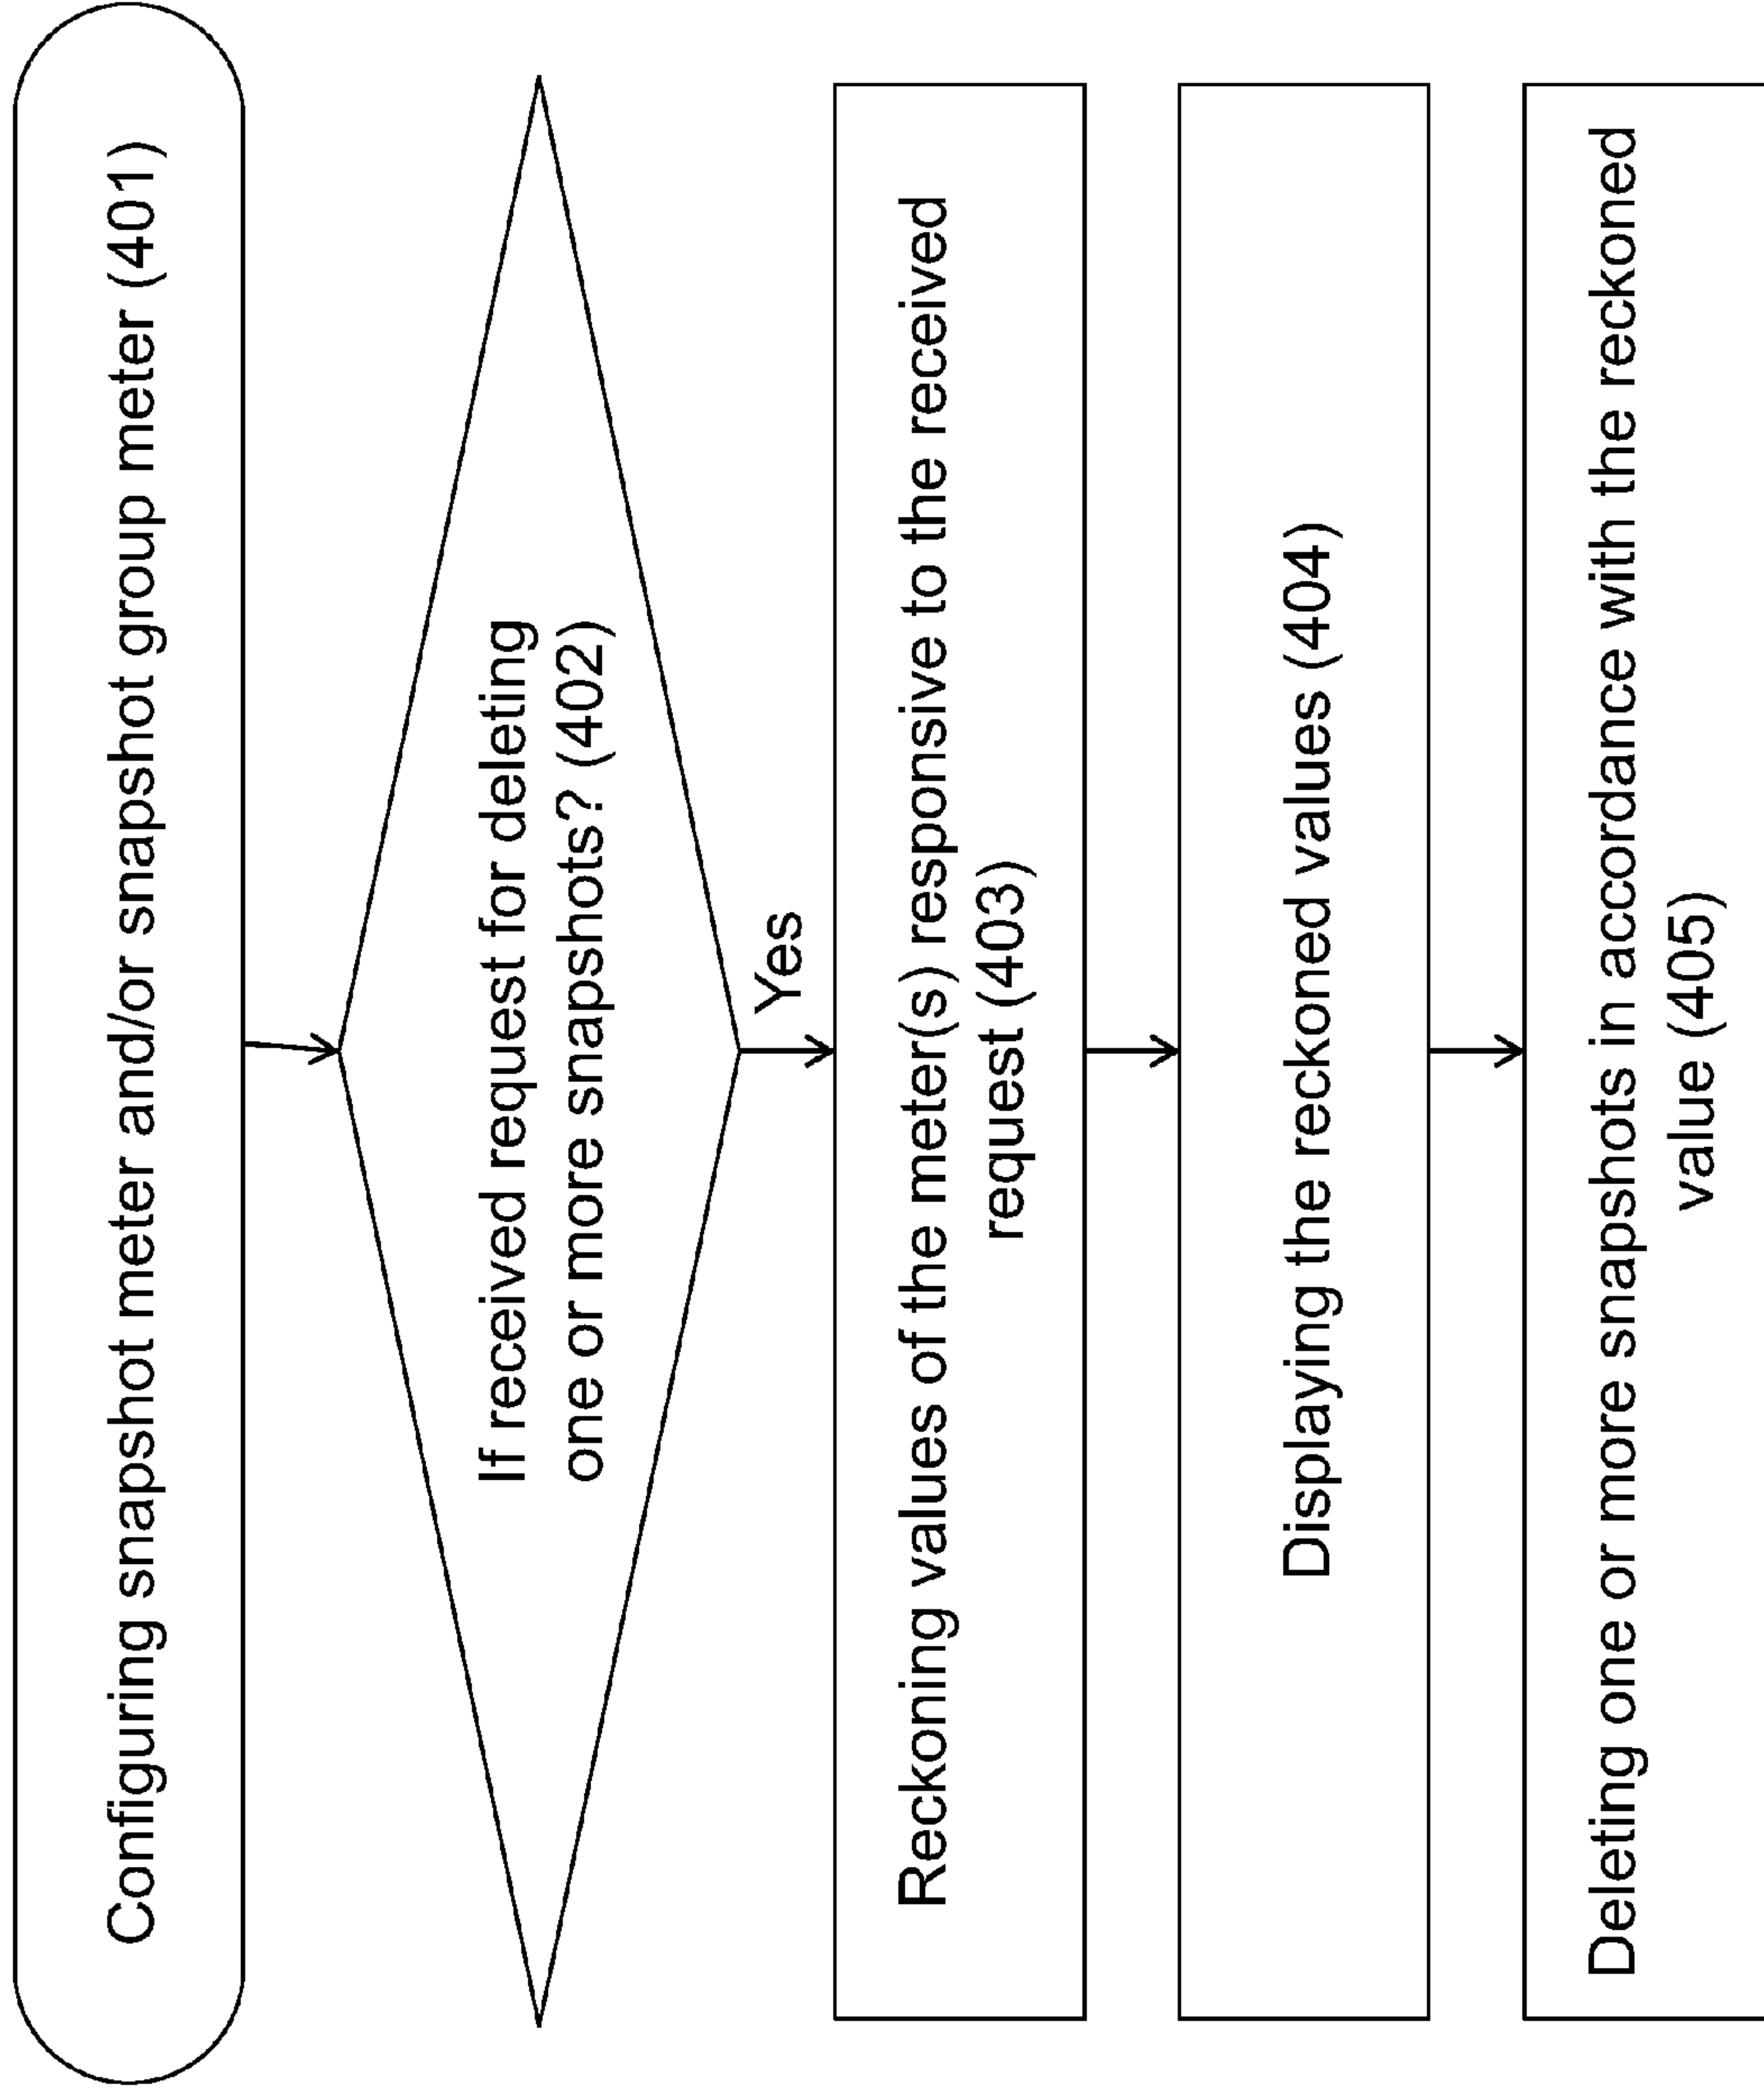 Configuring snapshot meter and/or snapshot group meter (401)
If received request for deleting
one or more snapshots? (402)
Yes
Reckoning values of the meter(s) responsive to the received
request (403)
Displaying the reckoned values (404)
Deleting one or more snapshots in accordance with the reckoned
value (405)